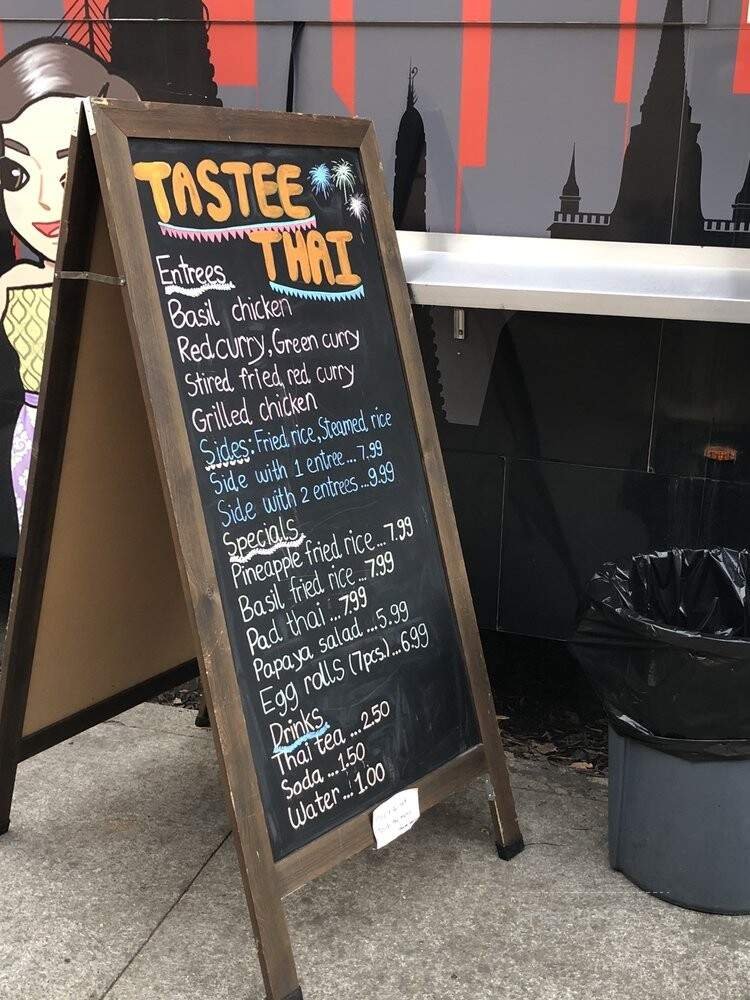 TASTEE
THAI
Entrees
Basil chicken
Red curry, Green curry
Stired fried, red curry
Grilled chicken
Sides: Fried rice, Steamed rice
Side with 1 entree... 7.99
Side with 2 entrees...9.99
Specials
Pineapple fried rice... 7.99
Basil fried rice ...7.99
Pad thai ...7.99
Papaya salad ...5.99
Egg rolls (7pcs.)...6.99
Drinks
Thai tea ...2.50
Soda ...1.50
Water... 1.00